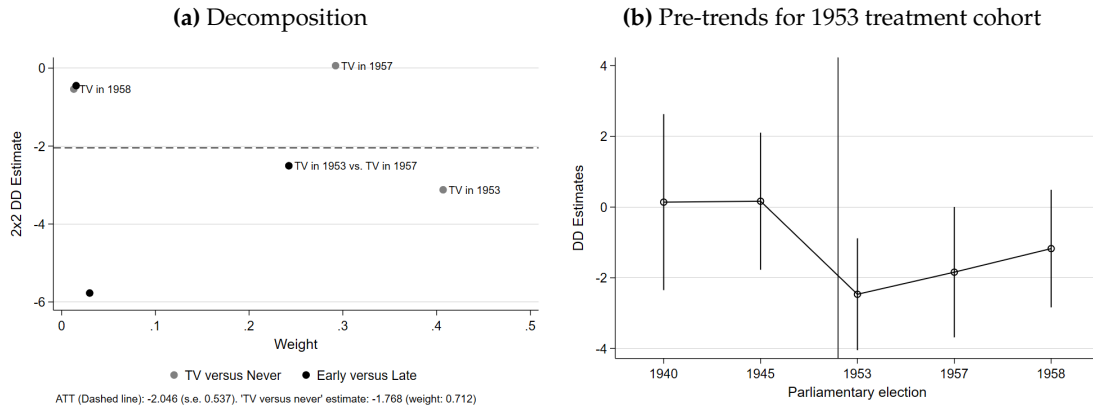 (a) Decomposition
0
-2
-4
-6
2x2 DD Estimate
TV in 1957
TV in 1958
TV in 1953 vs. TV in 1957
TV in 1953
0 .1 .2 .3 .4 .5
Weight
TV versus Never Early versus Late
ATT (Dashed line): -2.046 (s.e. 0.537). 'TV versus never' estimate: -1.768 (weight: 0.712)
(b) Pre-trends for 1953 treatment cohort
4
2
0
-2
-4
DD Estimates
1940 1945 1953 1957 1958
Parliamentary election